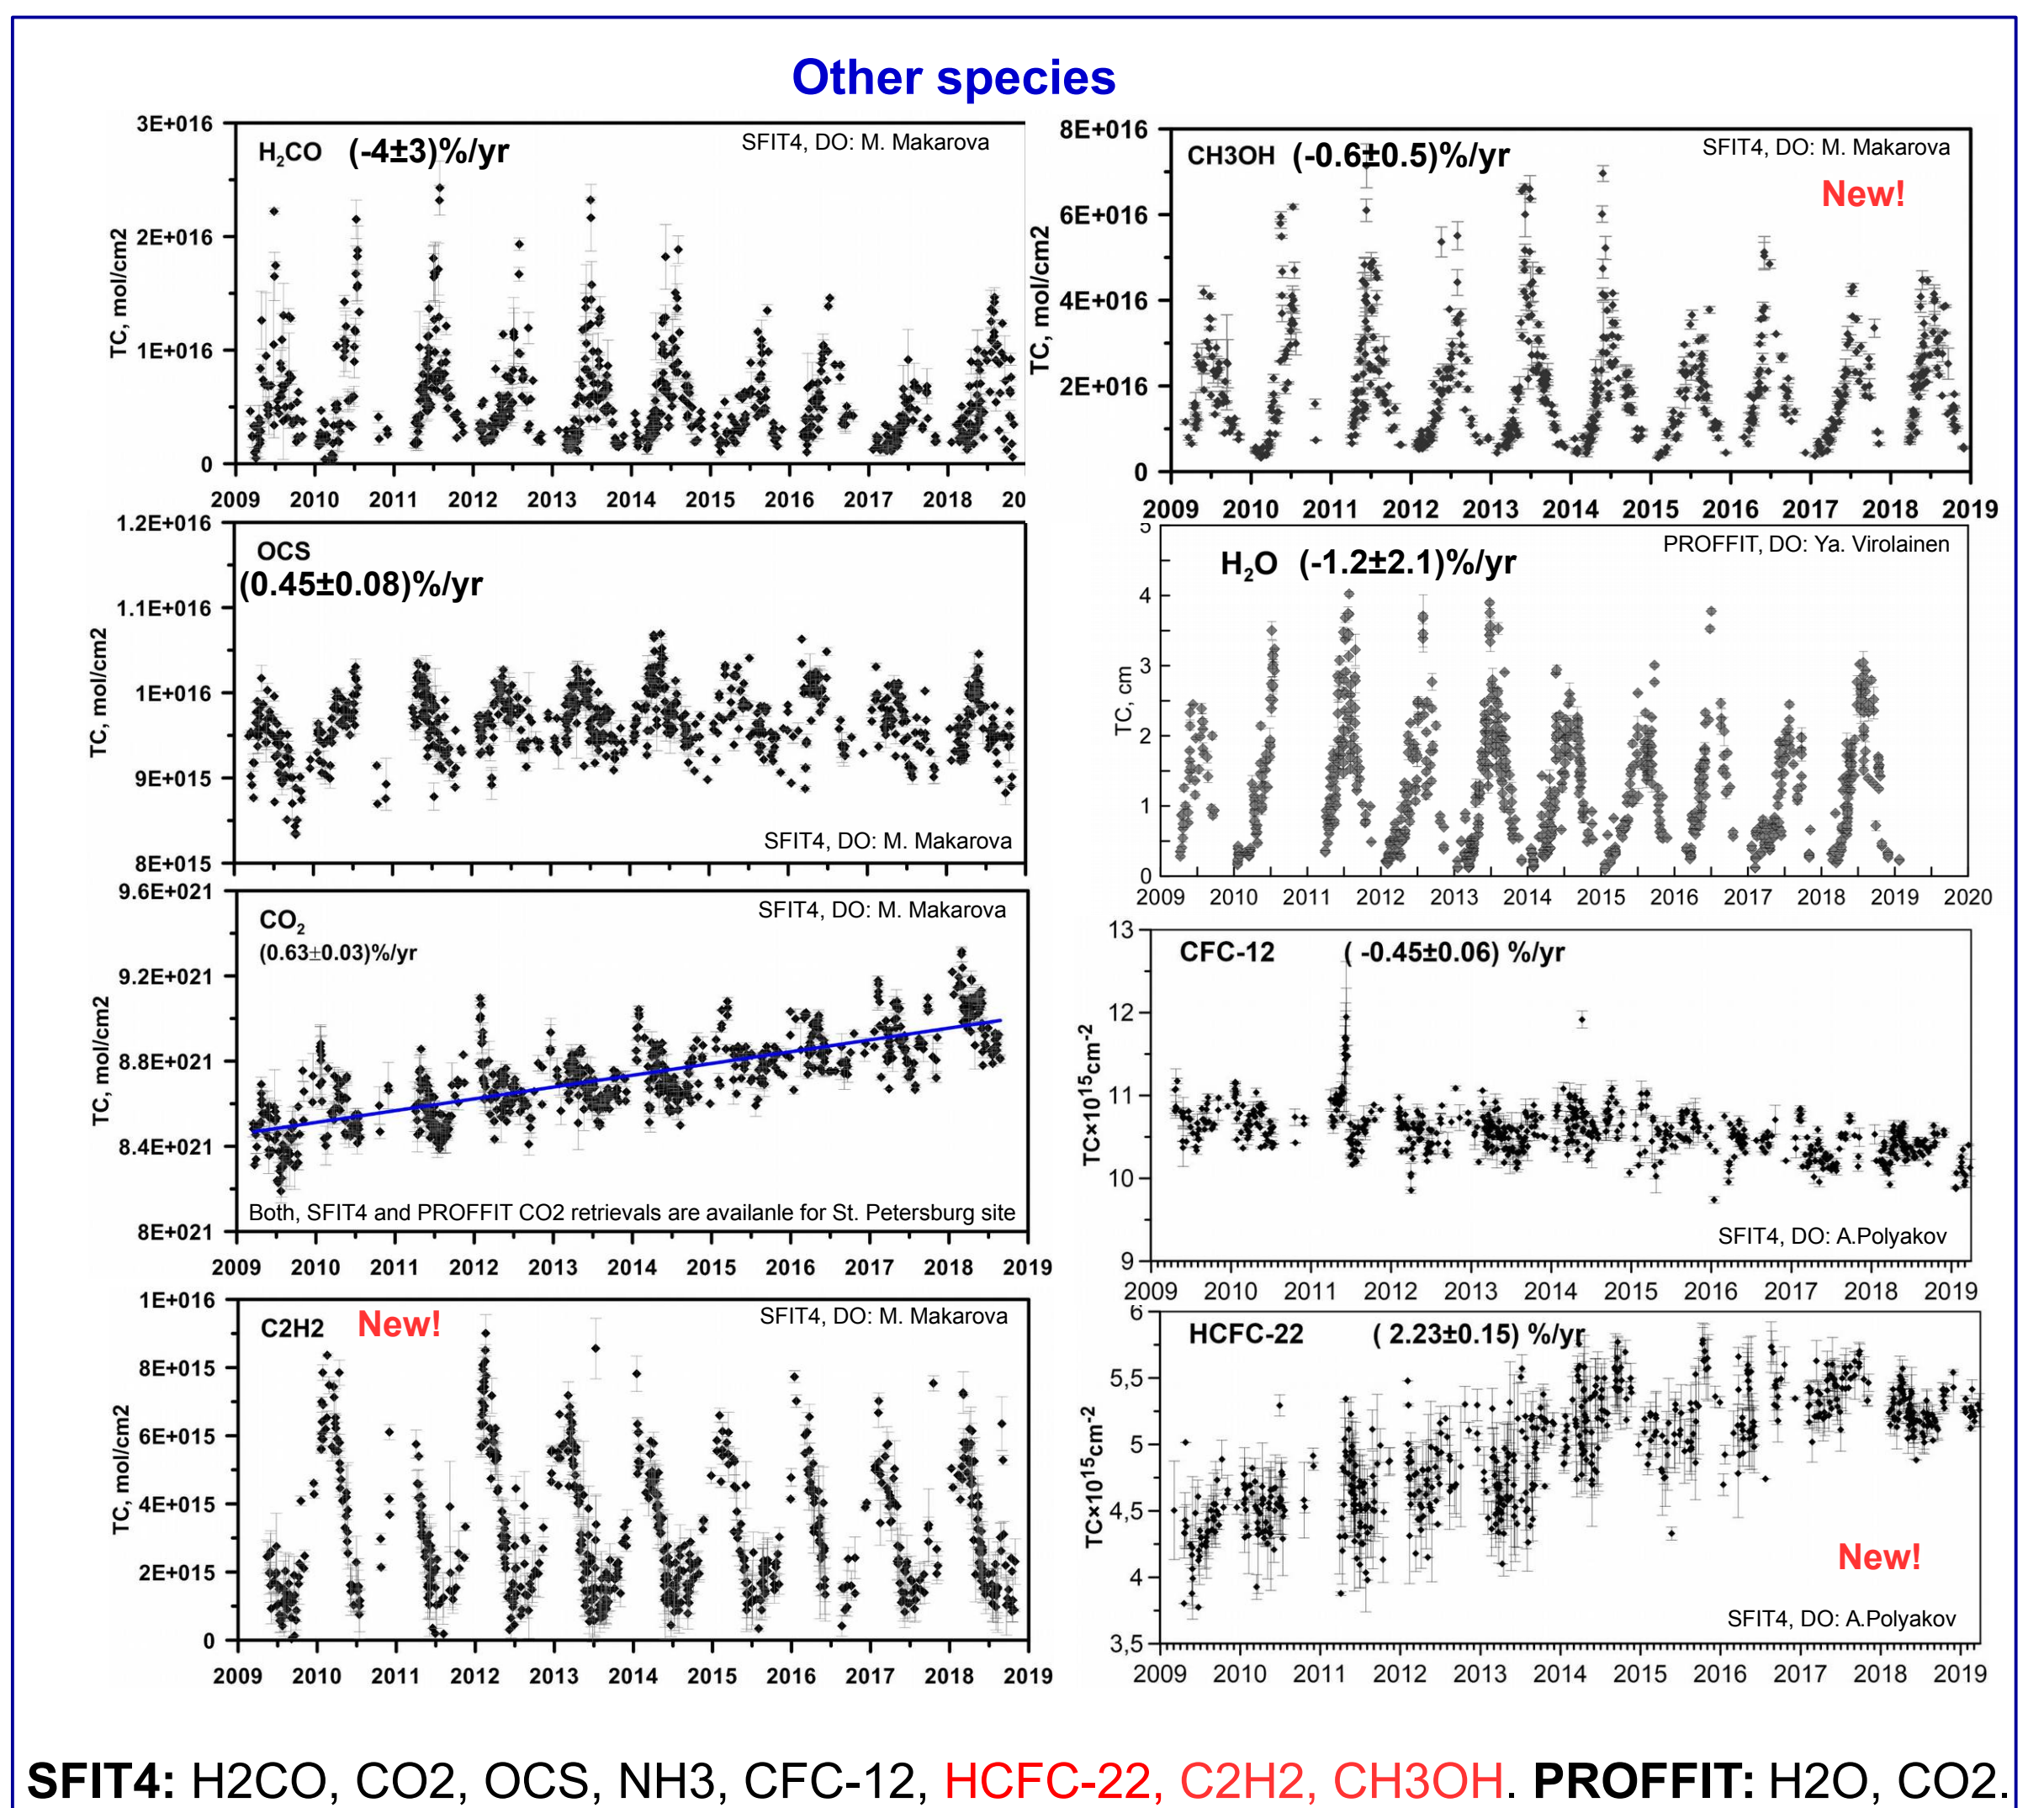 Other species
3E+016
2E+016
1E+016
0
TC, mol/cm2
H₂CO (-4±3)%/yr
SFIT4, DO: M. Makarova
2009 2010 2011 2012 2013 2014 2015 2016 2017 2018 20
8E+016
6E+016
4E+016
2E+016
0
TC, mol/cm2
CH3OH (-0.6±0.5)%/yr
SFIT4, DO: M. Makarova
New!
2009 2010 2011 2012 2013 2014 2015 2016 2017 2018 2019
1.2E+016
1.1E+016
1E+016
9E+015
8E+015
TC, mol/cm2
OCS
(0.45±0.08)%/yr
SFIT4, DO: M. Makarova
5
4
3
2
1
0
TC, cm
H₂O (-1.2±2.1)%/yr
PROFFIT, DO: Ya. Virolainen
2009 2010 2011 2012 2013 2014 2015 2016 2017 2018 2019 2020
9.6E+021
9.2E+021
8.8E+021
8.4E+021
8E+021
TC, mol/cm2
CO₂
(0.63±0.03)%/yr
SFIT4, DO: M. Makarova
Both, SFIT4 and PROFFIT CO2 retrievals are availanle for St. Petersburg site
2009 2010 2011 2012 2013 2014 2015 2016 2017 2018 2019
13
12
11
10
9
TC×10¹⁵cm⁻²
CFC-12 ( -0.45±0.06) %/yr
SFIT4, DO: A.Polyakov
2009 2010 2011 2012 2013 2014 2015 2016 2017 2018 2019
1E+016
8E+015
6E+015
4E+015
2E+015
0
TC, mol/cm2
C2H2 New!
SFIT4, DO: M. Makarova
2009 2010 2011 2012 2013 2014 2015 2016 2017 2018 2019
6
5,5
5
4,5
4
3,5
TC×10¹⁵cm⁻²
HCFC-22 ( 2.23±0.15) %/yr
New!
SFIT4, DO: A.Polyakov
2009 2010 2011 2012 2013 2014 2015 2016 2017 2018 2019
SFIT4: H2CO, CO2, OCS, NH3, CFC-12, HCFC-22, C2H2, CH3OH. PROFFIT: H2O, CO2.